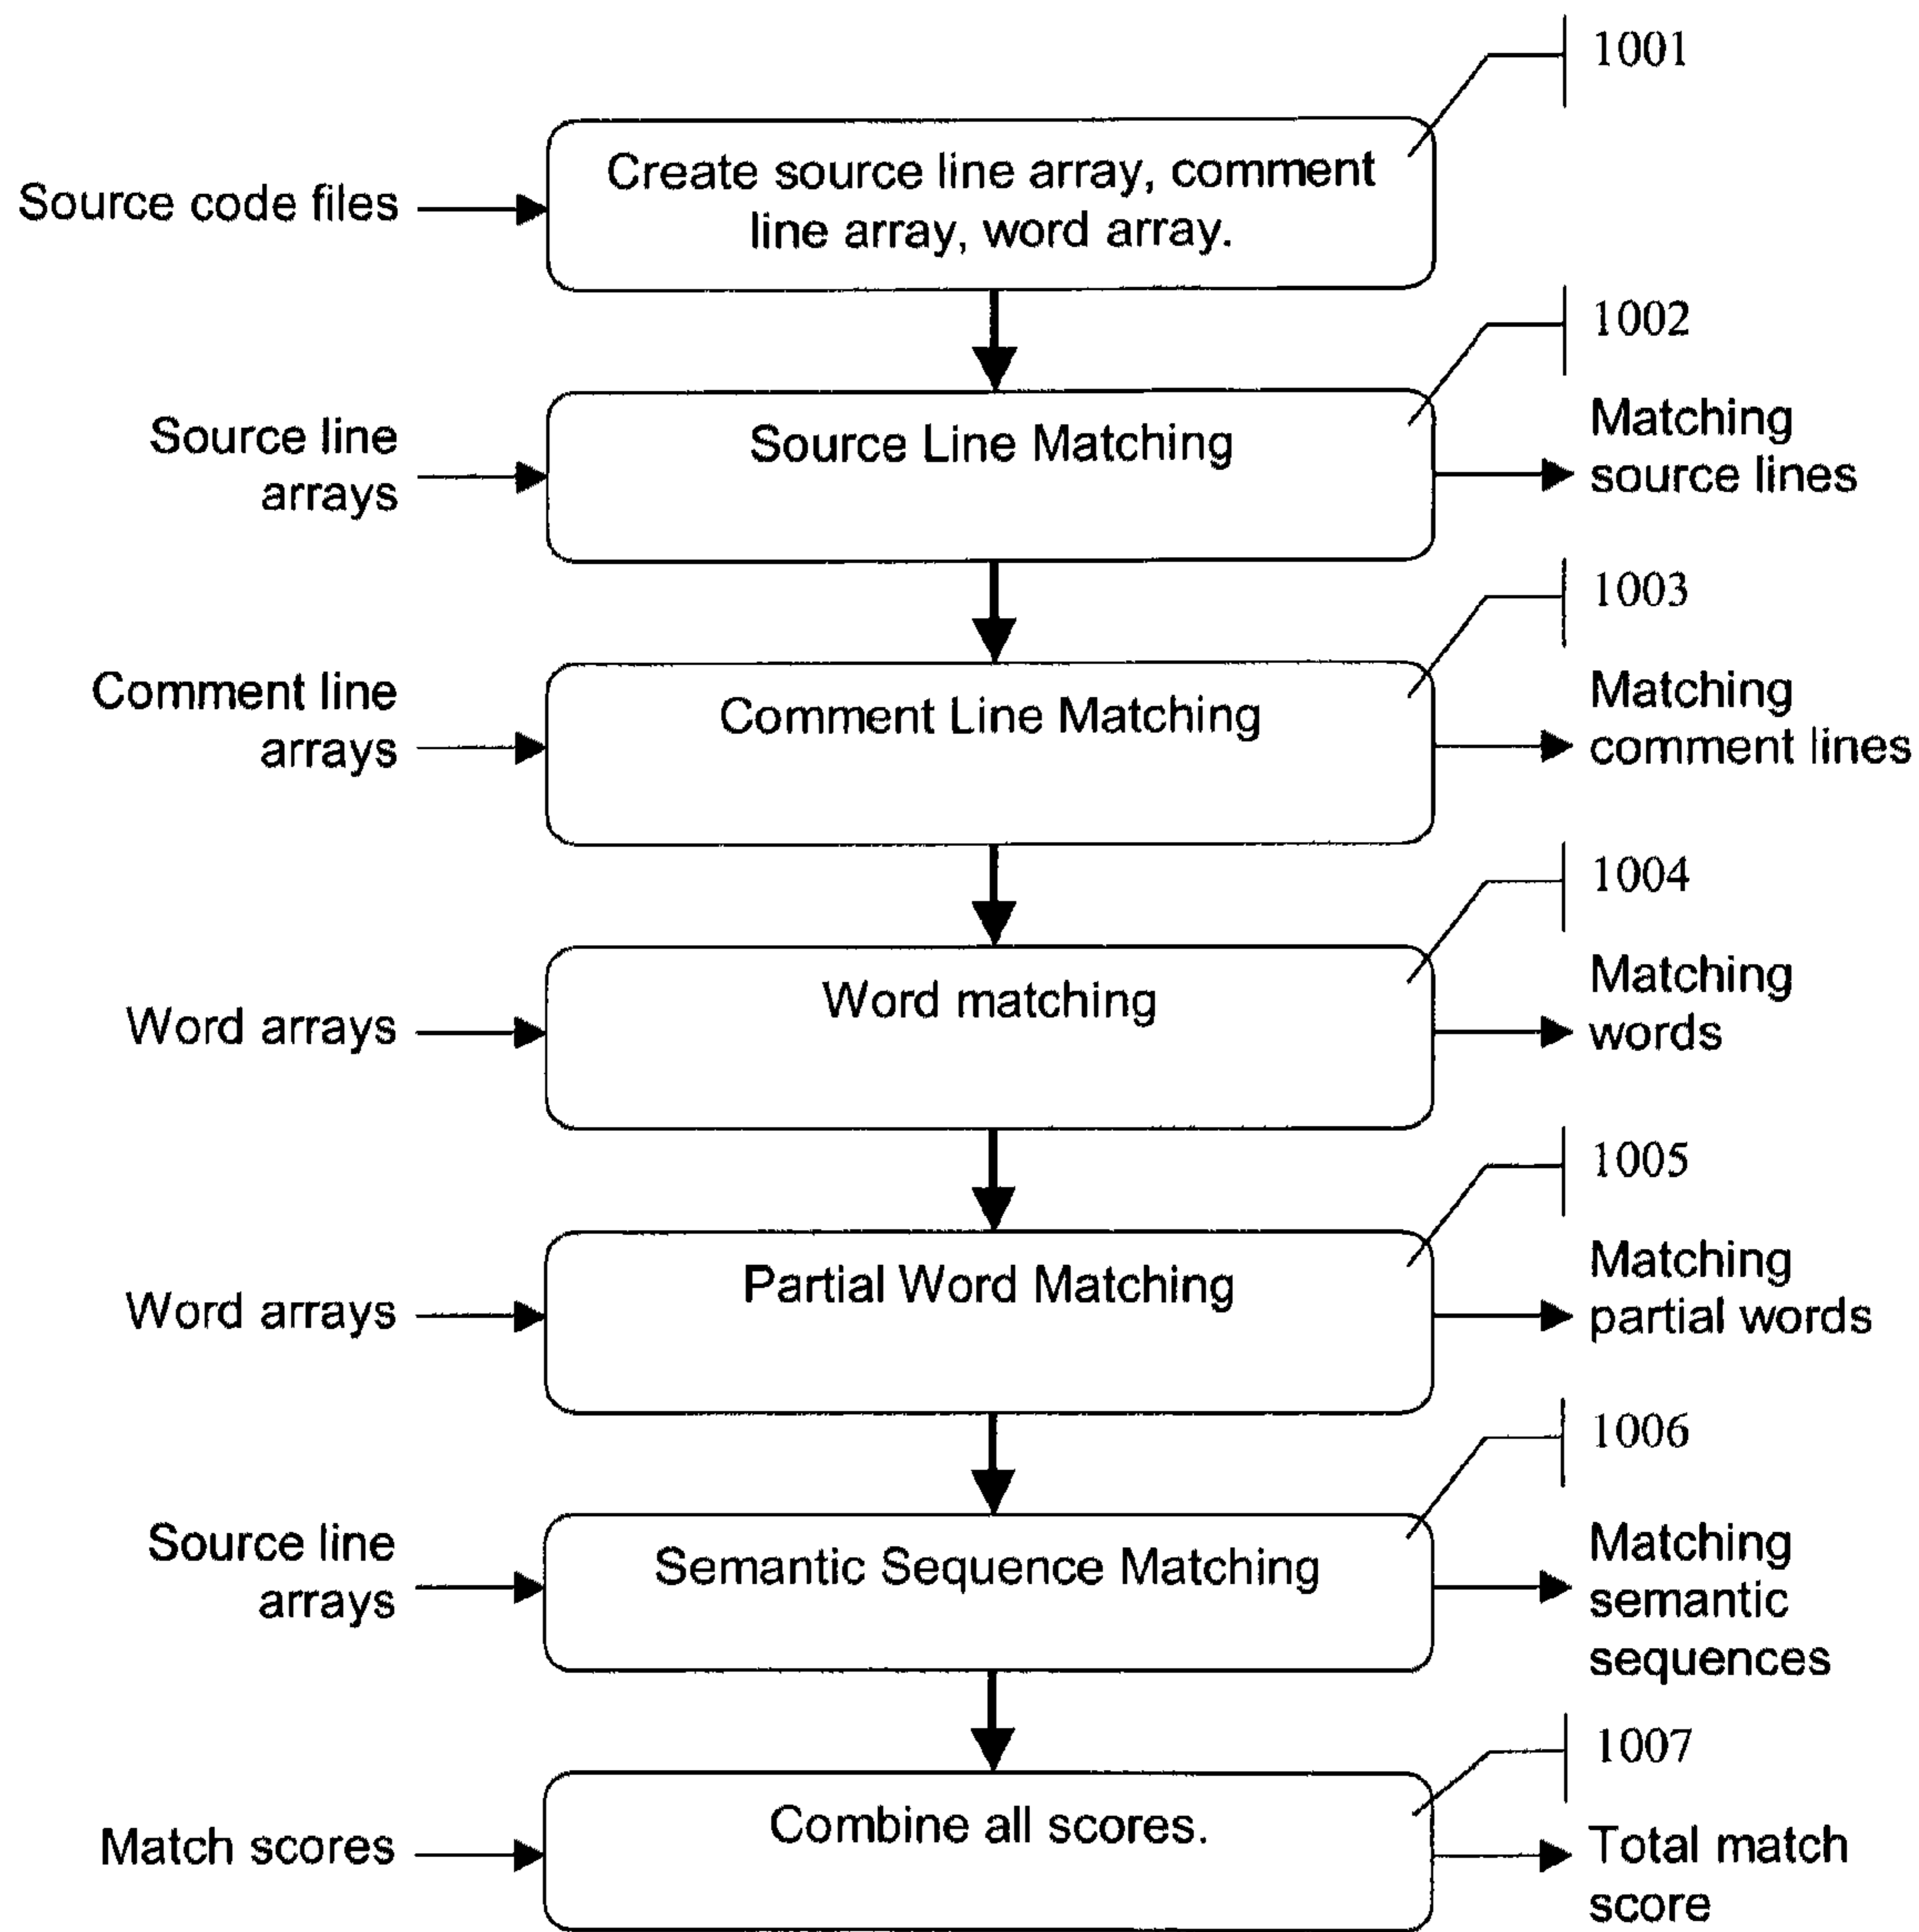 1001
Create source line array, comment
line array, word array.
Source code files
1002
Source line
arrays
Source Line Matching
Matching
source lines
1003
Comment line
arrays
Comment Line Matching
Matching
comment lines
1004
Word arrays
Word matching
Matching
words
1005
Word arrays
Partial Word Matching
Matching
partial words
1006
Source line
arrays
Semantic Sequence Matching
Matching
semantic
sequences
1007
Match scores
Combine all scores.
Total match
score